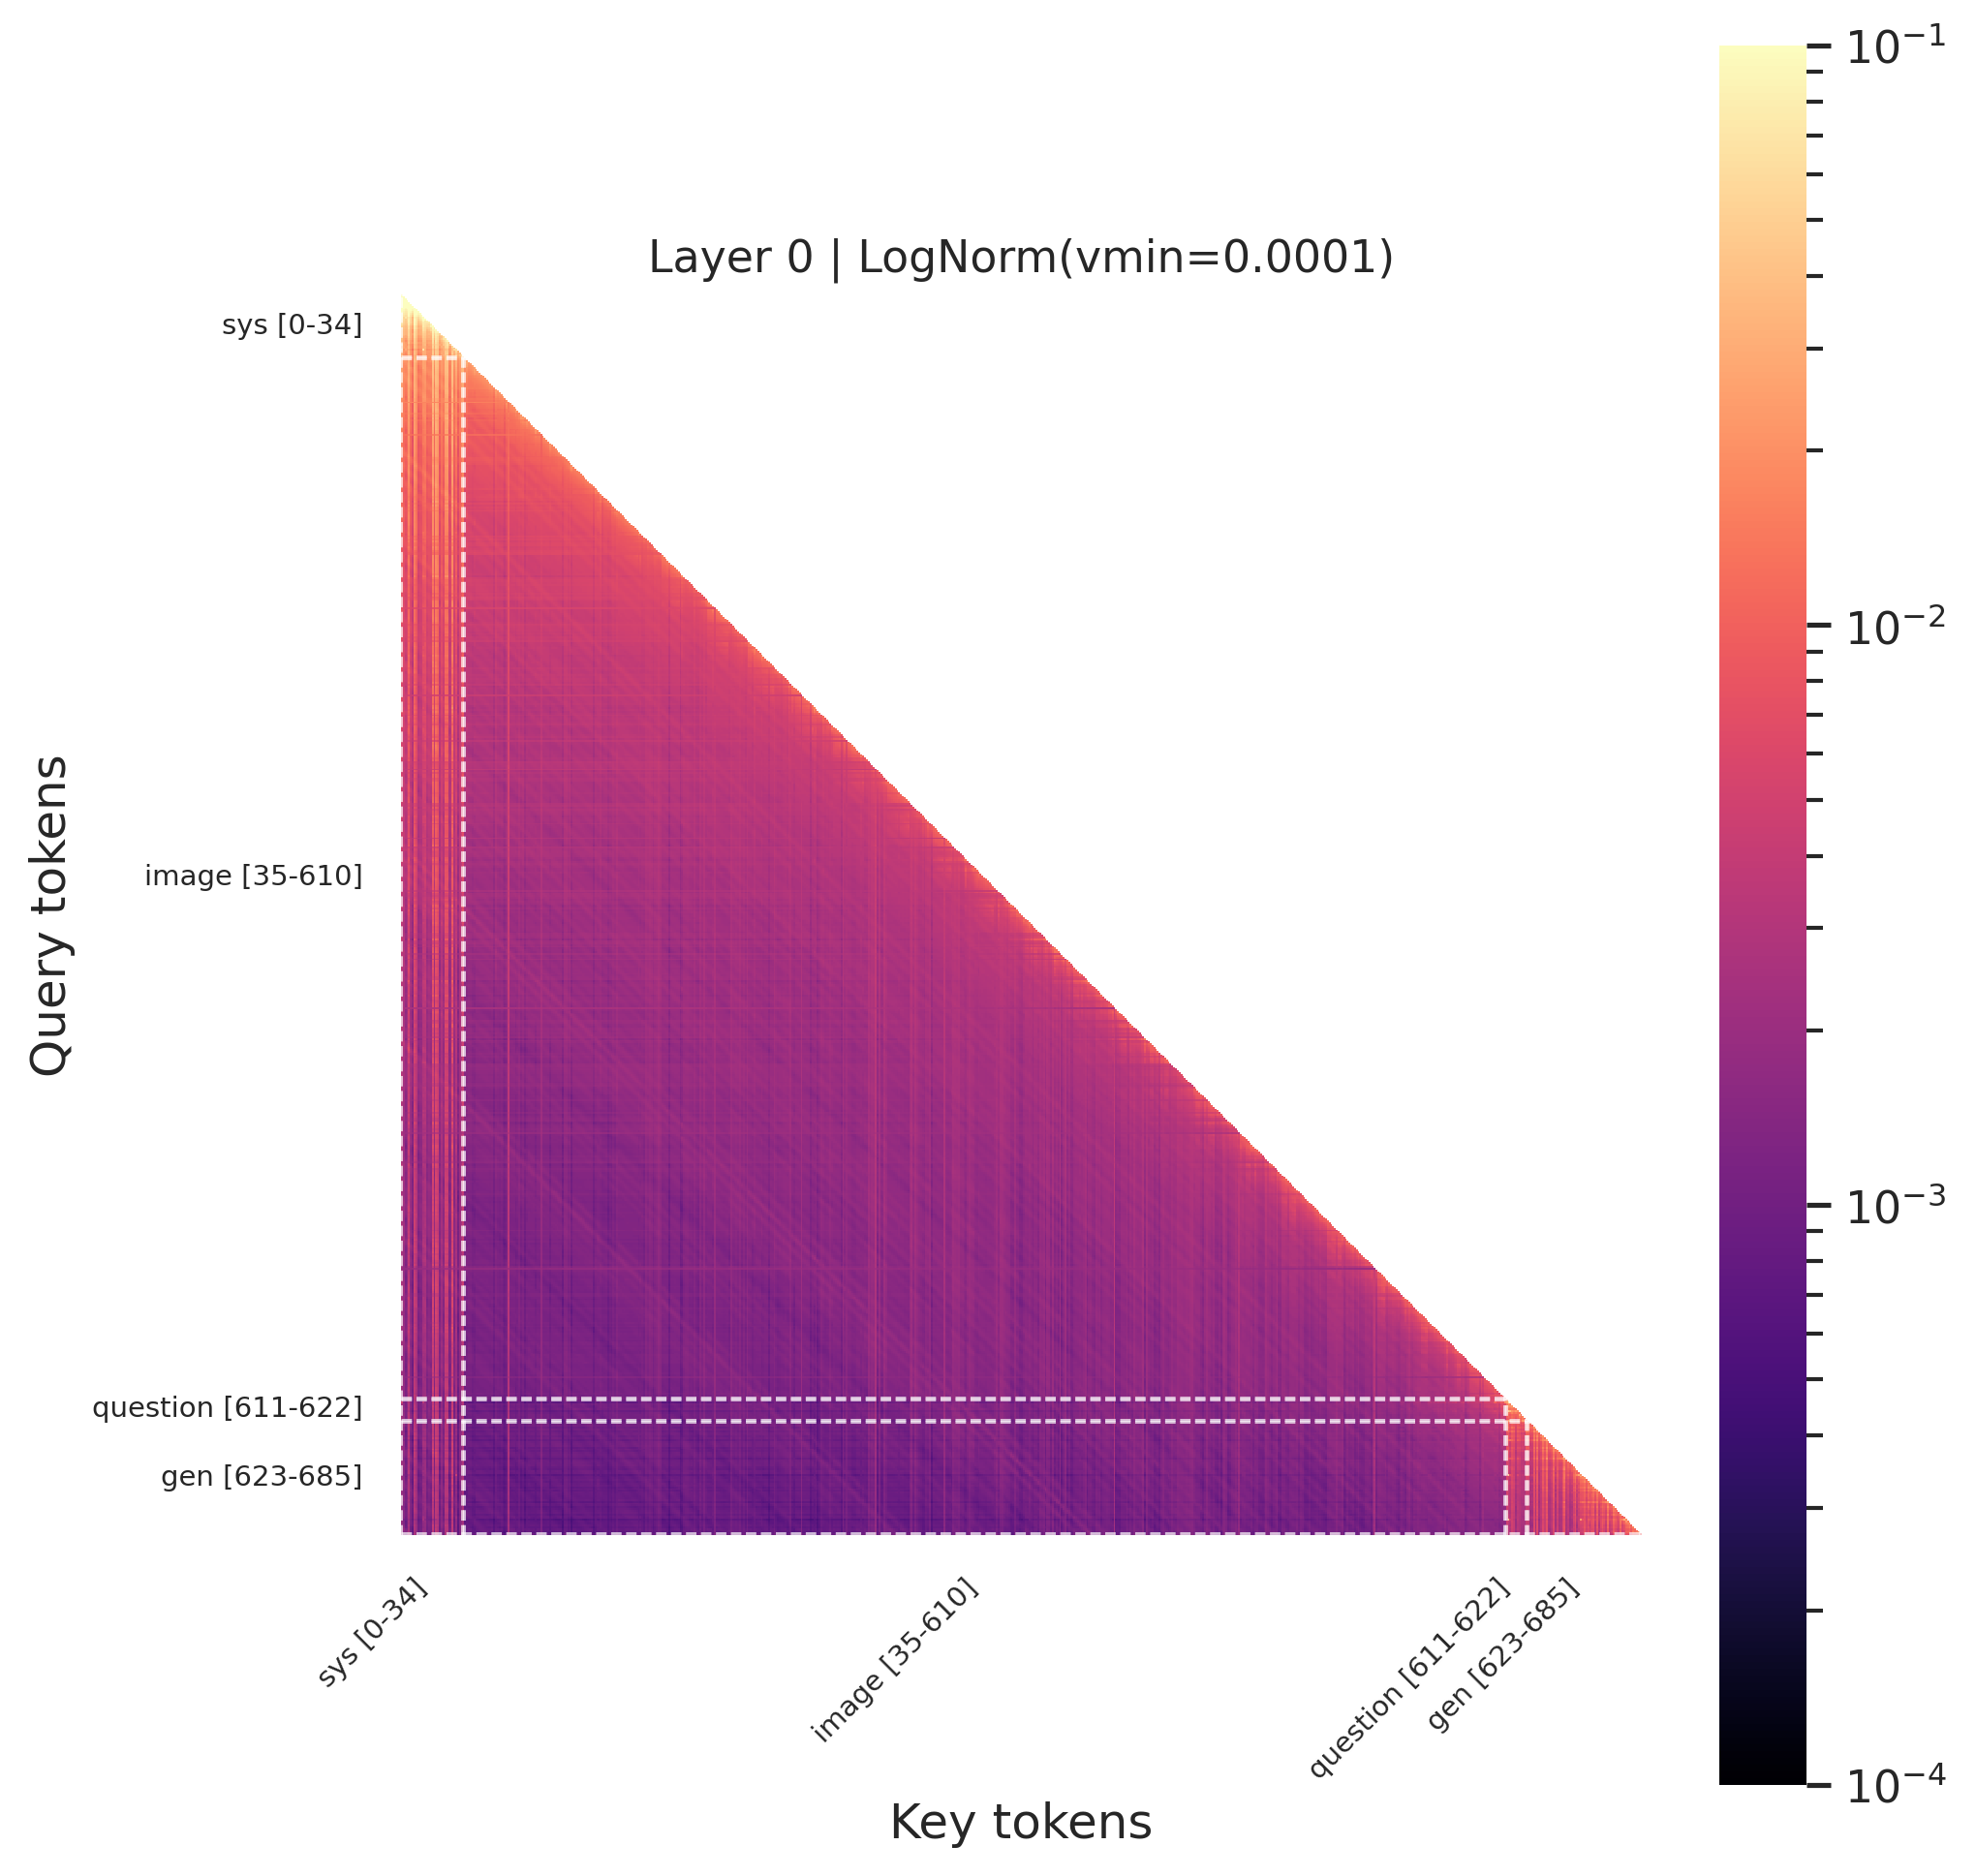 Layer 0 | LogNorm(vmin=0.0001)
Query tokens
sys [0-34]
image [35-610]
question [611-622]
gen [623-685]
sys [0-34]
image [35-610]
question [611-622]
gen [623-685]
Key tokens
10⁻¹
10⁻²
10⁻³
10⁻⁴